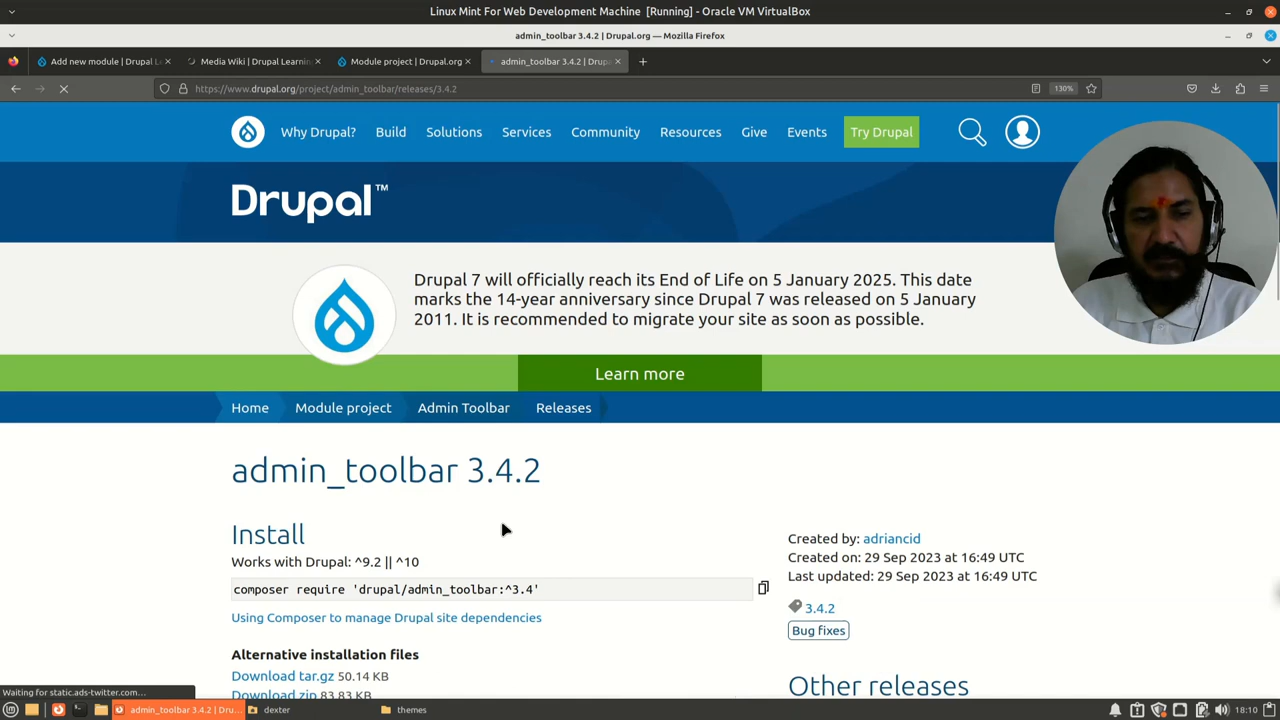 Linux Mint For Web Development Machine [Running] - Oracle VM VirtualBox
admin_toolbar 3.4.2 | Drupal.org — Mozilla Firefox
Add new module | Drupal L
Media Wiki | Drupal Learnin
Module project | Drupal.org
admin_toolbar 3.4.2 | Drup
https://www.drupal.org/project/admin_toolbar/releases/3.4.2
130%
Why Drupal? Build Solutions Services Community Resources Give Events Try Drupal
Drupal™
Drupal 7 will officially reach its End of Life on 5 January 2025. This date
marks the 14-year anniversary since Drupal 7 was released on 5 January
2011. It is recommended to migrate your site as soon as possible.
Learn more
Home Module project Admin Toolbar Releases
admin_toolbar 3.4.2
Install
Works with Drupal: ^9.2 || ^10
composer require 'drupal/admin_toolbar:^3.4'
Using Composer to manage Drupal site dependencies
Alternative installation files
Download tar.gz 50.14 KB
Download zip 83.83 KB
Created by: adriancid
Created on: 29 Sep 2023 at 16:49 UTC
Last updated: 29 Sep 2023 at 16:49 UTC
3.4.2
Bug fixes
Other releases
Waiting for static.ads-twitter.com...
admin_toolbar 3.4.2 | Dru...
dexter
themes
18:10